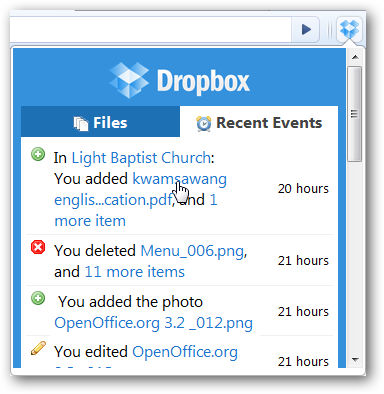 Dropbox
Files
Recent Events
In Light Baptist Church:
You added kwamsawang
englis...cation.pdf, and 1
more item
20 hours
You deleted Menu_006.png,
and 11 more items
21 hours
You added the photo
OpenOffice.org 3.2 _012.png
21 hours
You edited OpenOffice.org
21 hours